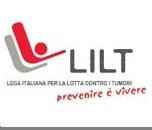 LILT
LEGA ITALIANA PER LA LOTTA CONTRO I TUMORI
prevenire è vivere